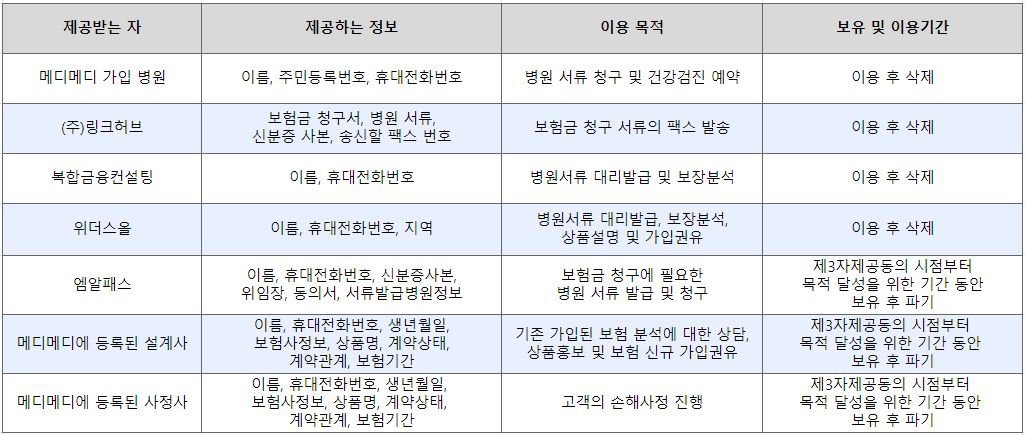 제공받는 자 제공하는 정보 이용 목적 보유 및 이용기간
메디메디 가입 병원 이름, 주민등록번호, 휴대전화번호 병원 서류 청구 및 건강검진 예약 이용 후 삭제
(주)링크허브 보험금 청구서, 병원 서류,
신분증 사본, 송신할 팩스 번호 보험금 청구 서류의 팩스 발송 이용 후 삭제
복합금융컨설팅 이름, 휴대전화번호 병원서류 대리발급 및 보장분석 이용 후 삭제
위더스올 이름, 휴대전화번호, 지역 병원서류 대리발급, 보장분석,
상품설명 및 가입권유 이용 후 삭제
엠알패스 이름, 휴대전화번호, 신분증사본,
위임장, 동의서, 서류발급병원정보 보험금 청구에 필요한
병원 서류 발급 및 청구 제3자제공동의 시점부터
목적 달성을 위한 기간 동안
보유 후 파기
메디메디에 등록된 설계사 이름, 휴대전화번호, 생년월일,
보험사정보, 상품명, 계약상태,
계약관계, 보험기간 기존 가입된 보험 분석에 대한 상담,
상품홍보 및 보험 신규 가입권유 제3자제공동의 시점부터
목적 달성을 위한 기간 동안
보유 후 파기
메디메디에 등록된 사정사 이름, 휴대전화번호, 생년월일,
보험사정보, 상품명, 계약상태,
계약관계, 보험기간 고객의 손해사정 진행 제3자제공동의 시점부터
목적 달성을 위한 기간 동안
보유 후 파기